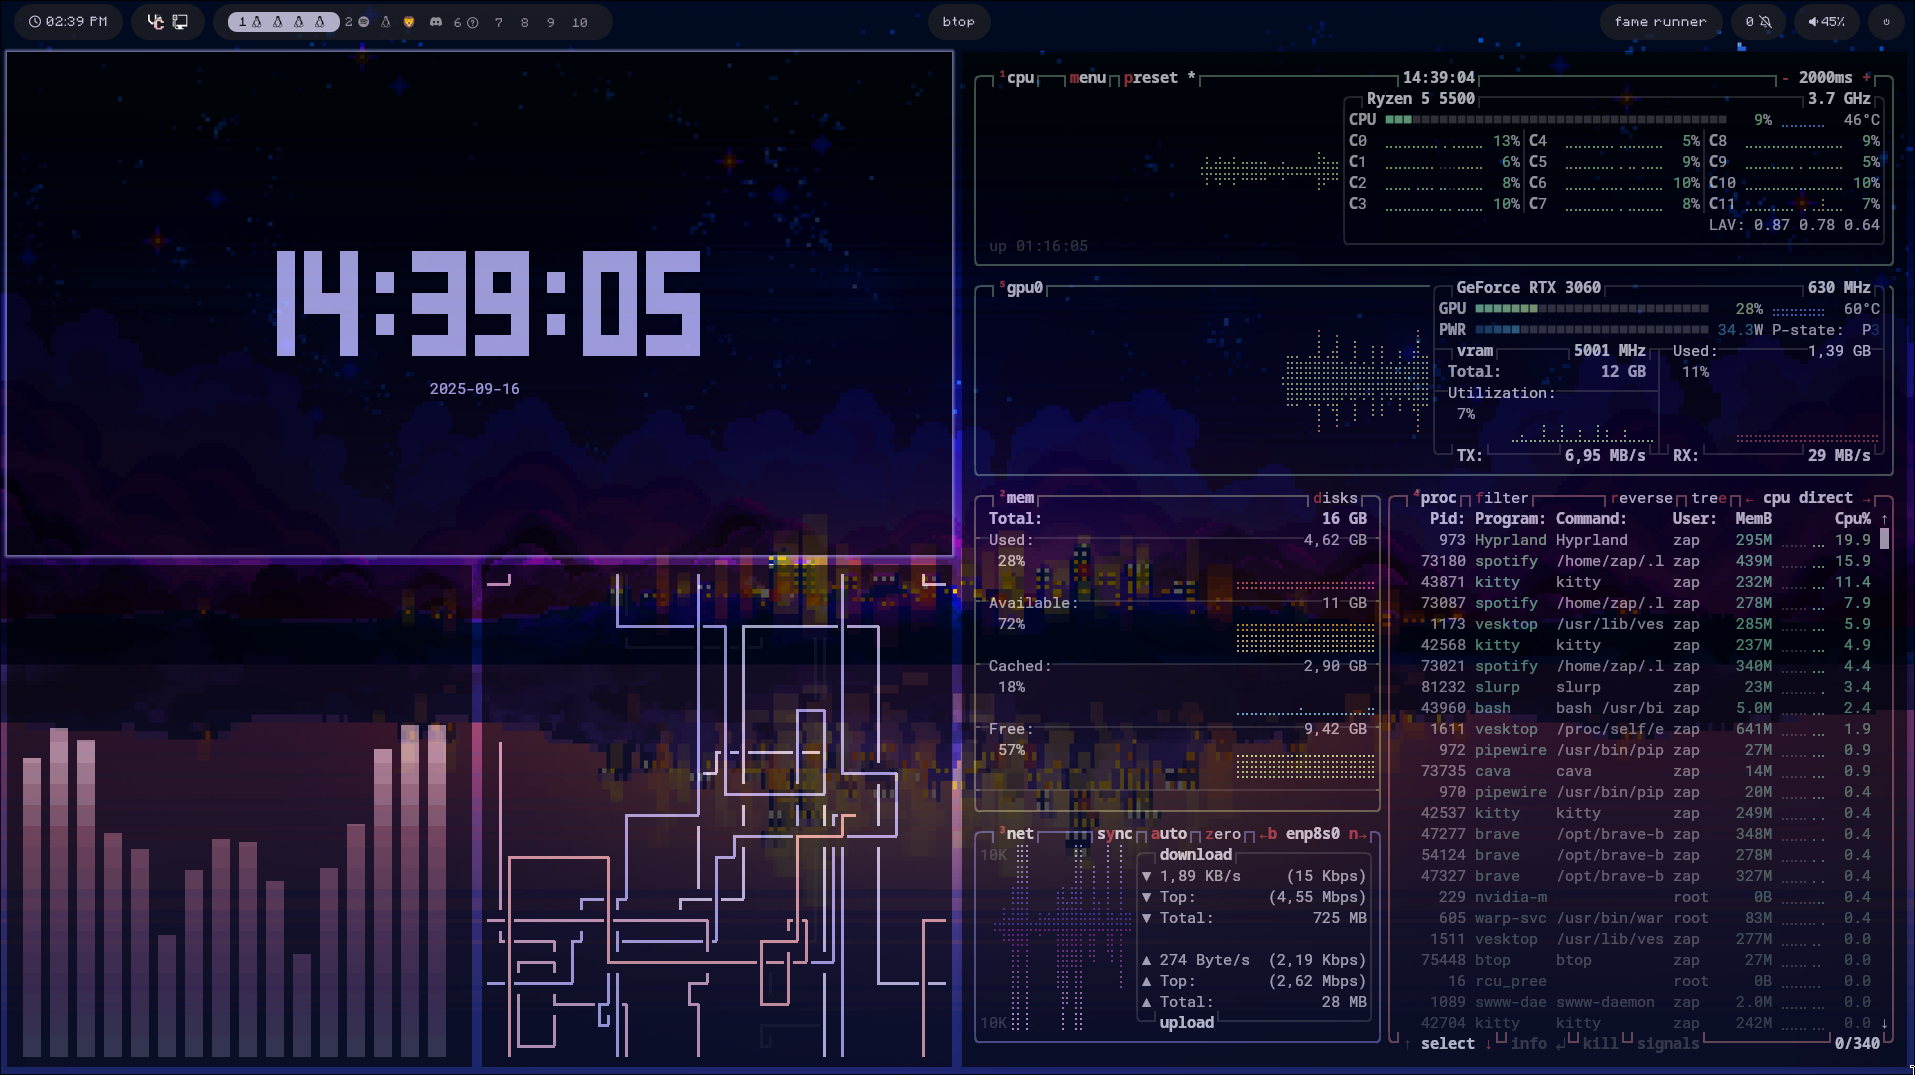 02:39 PM 1 2 6 7 8 9 10 btop fame runner 0 45%
14:39:05
2025-09-16
1cpu menu preset * 14:39:04 - 2000ms +
Ryzen 5 5500 3.7 GHz
CPU 9% 46°C
C0 13% C4 5% C8 9%
C1 6% C5 9% C9 5%
C2 8% C6 10% C10 10%
C3 10% C7 8% C11 7%
LAV: 0.87 0.78 0.64
up 01:16:05
5gpu0 GeForce RTX 3060 630 MHz
GPU 28% 60°C
PWR 34.3W P-state: P3
vram 5001 MHz Used: 1,39 GB
Total: 12 GB 11%
Utilization:
7%
TX: 6,95 MB/s RX: 29 MB/s
2mem disks
Total: 16 GB
Used: 4,62 GB
28%
Available: 11 GB
72%
Cached: 2,90 GB
18%
Free: 9,42 GB
57%
3net sync auto zero ←b enp8s0 n→
10K download
▼ 1,89 KB/s (15 Kbps)
▼ Top: (4,55 Mbps)
▼ Total: 725 MB
▲ 274 Byte/s (2,19 Kbps)
▲ Top: (2,62 Mbps)
▲ Total: 28 MB
10K upload
4proc filter reverse tree ← cpu direct →
Pid: Program: Command: User: MemB Cpu% ↑
973 Hyprland Hyprland zap 295M 19.9
73180 spotify /home/zap/.l zap 439M 15.9
43871 kitty kitty zap 232M 11.4
73087 spotify /home/zap/.l zap 278M 7.9
1173 vesktop /usr/lib/ves zap 285M 5.9
42568 kitty kitty zap 237M 4.9
73021 spotify /home/zap/.l zap 340M 4.4
81232 slurp slurp zap 23M 3.4
43960 bash bash /usr/bi zap 5.0M 2.4
1611 vesktop /proc/self/e zap 641M 1.9
972 pipewire /usr/bin/pip zap 27M 0.9
73735 cava cava zap 14M 0.9
970 pipewire /usr/bin/pip zap 20M 0.4
42537 kitty kitty zap 249M 0.4
47277 brave /opt/brave-b zap 348M 0.4
54124 brave /opt/brave-b zap 278M 0.4
47327 brave /opt/brave-b zap 327M 0.4
229 nvidia-m root 0B 0.4
605 warp-svc /usr/bin/war root 83M 0.4
1511 vesktop /usr/lib/ves zap 277M 0.0
75448 btop btop zap 27M 0.0
16 rcu_pree root 0B 0.0
1089 swww-dae swww-daemon zap 2.0M 0.0
42704 kitty kitty zap 242M 0.0 ↓
↑ select ↓ info ↲ kill signals 0/340